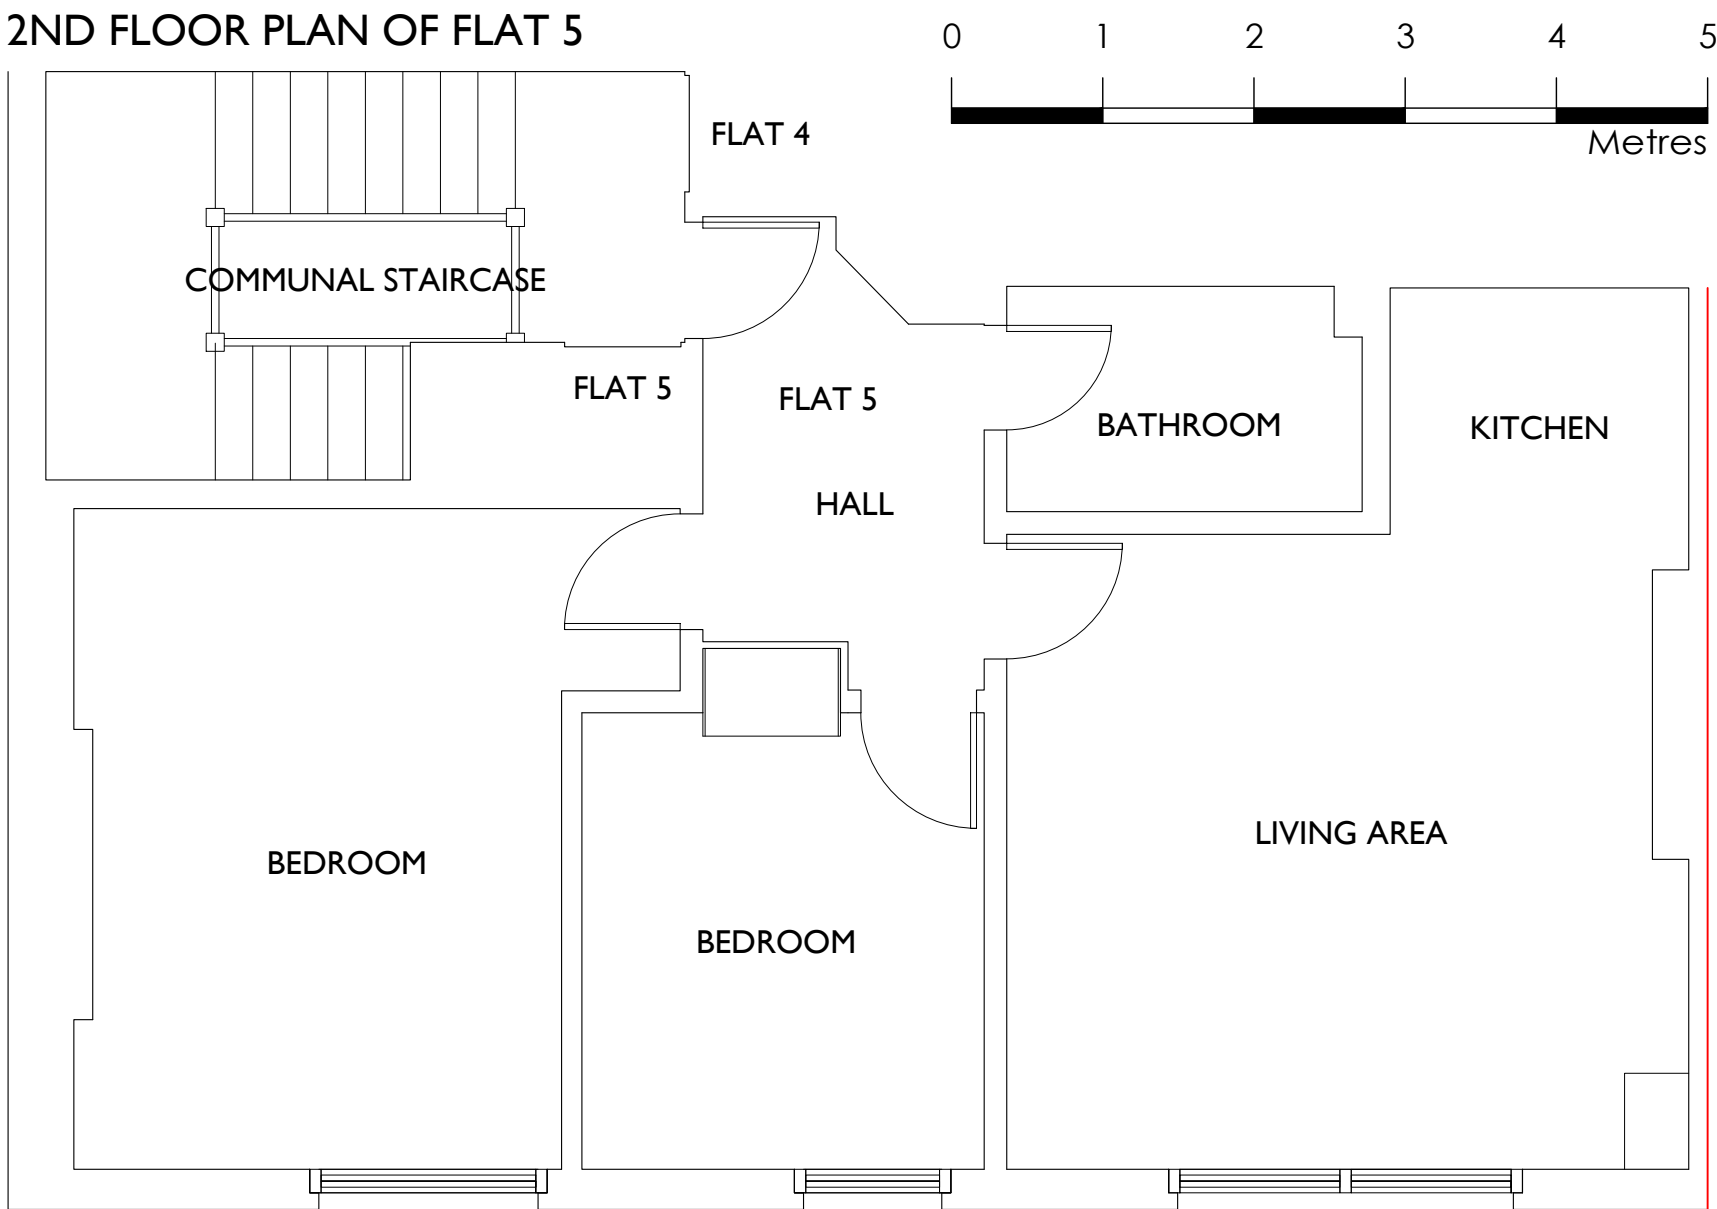 2ND FLOOR PLAN OF FLAT 5
0 1 2 3 4 5
Metres
FLAT 4
COMMUNAL STAIRCASE
FLAT 5
FLAT 5
BATHROOM
KITCHEN
HALL
LIVING AREA
BEDROOM
BEDROOM